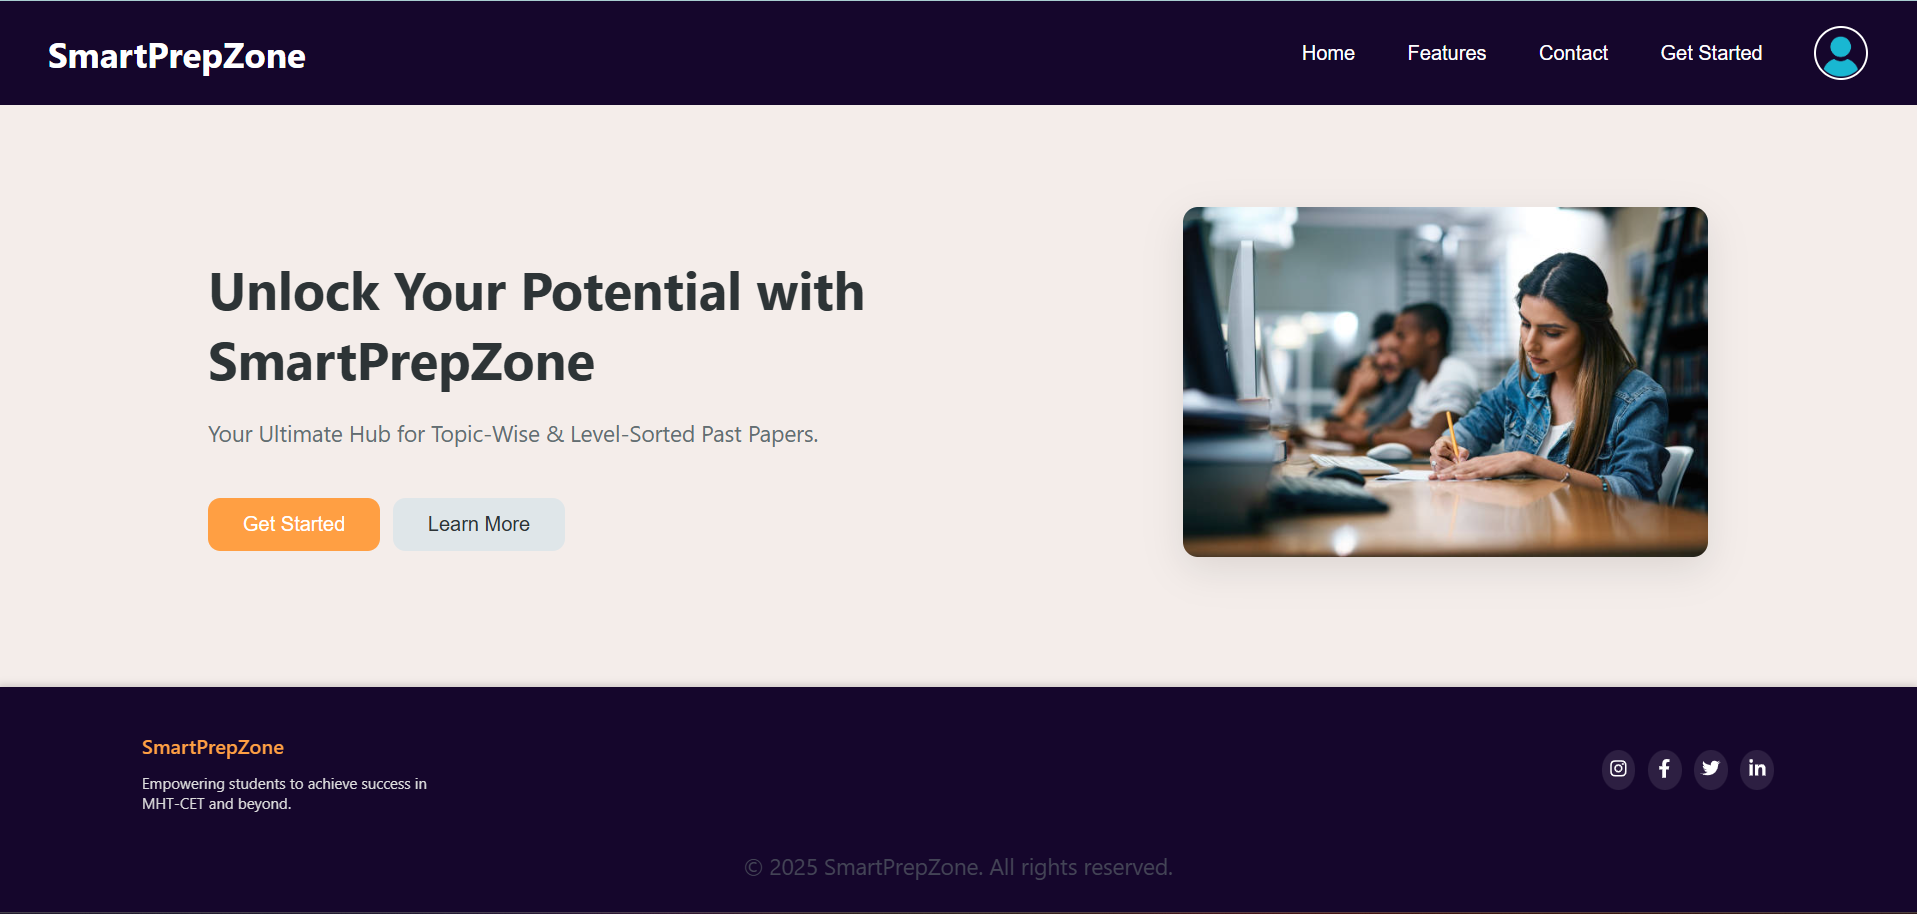 SmartPrepZone
Home
Features
Contact
Get Started
Unlock Your Potential with
SmartPrepZone
Your Ultimate Hub for Topic-Wise & Level-Sorted Past Papers.
Get Started
Learn More
SmartPrepZone
Empowering students to achieve success in
MHT-CET and beyond.
© 2025 SmartPrepZone. All rights reserved.